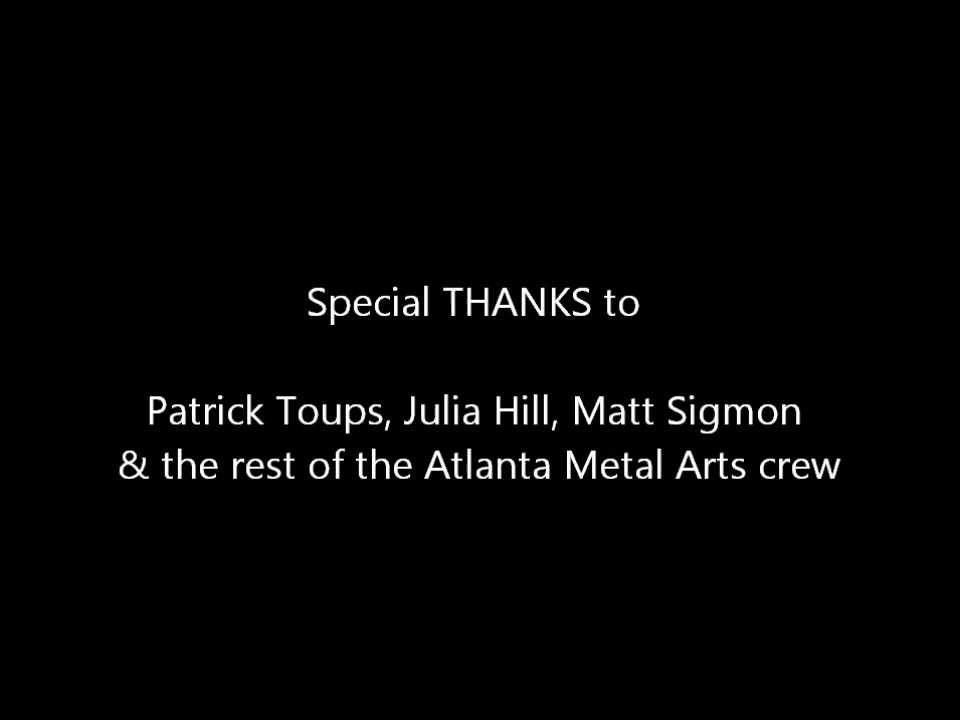 Special THANKS to
Patrick Toups, Julia Hill, Matt Sigmon
& the rest of the Atlanta Metal Arts crew